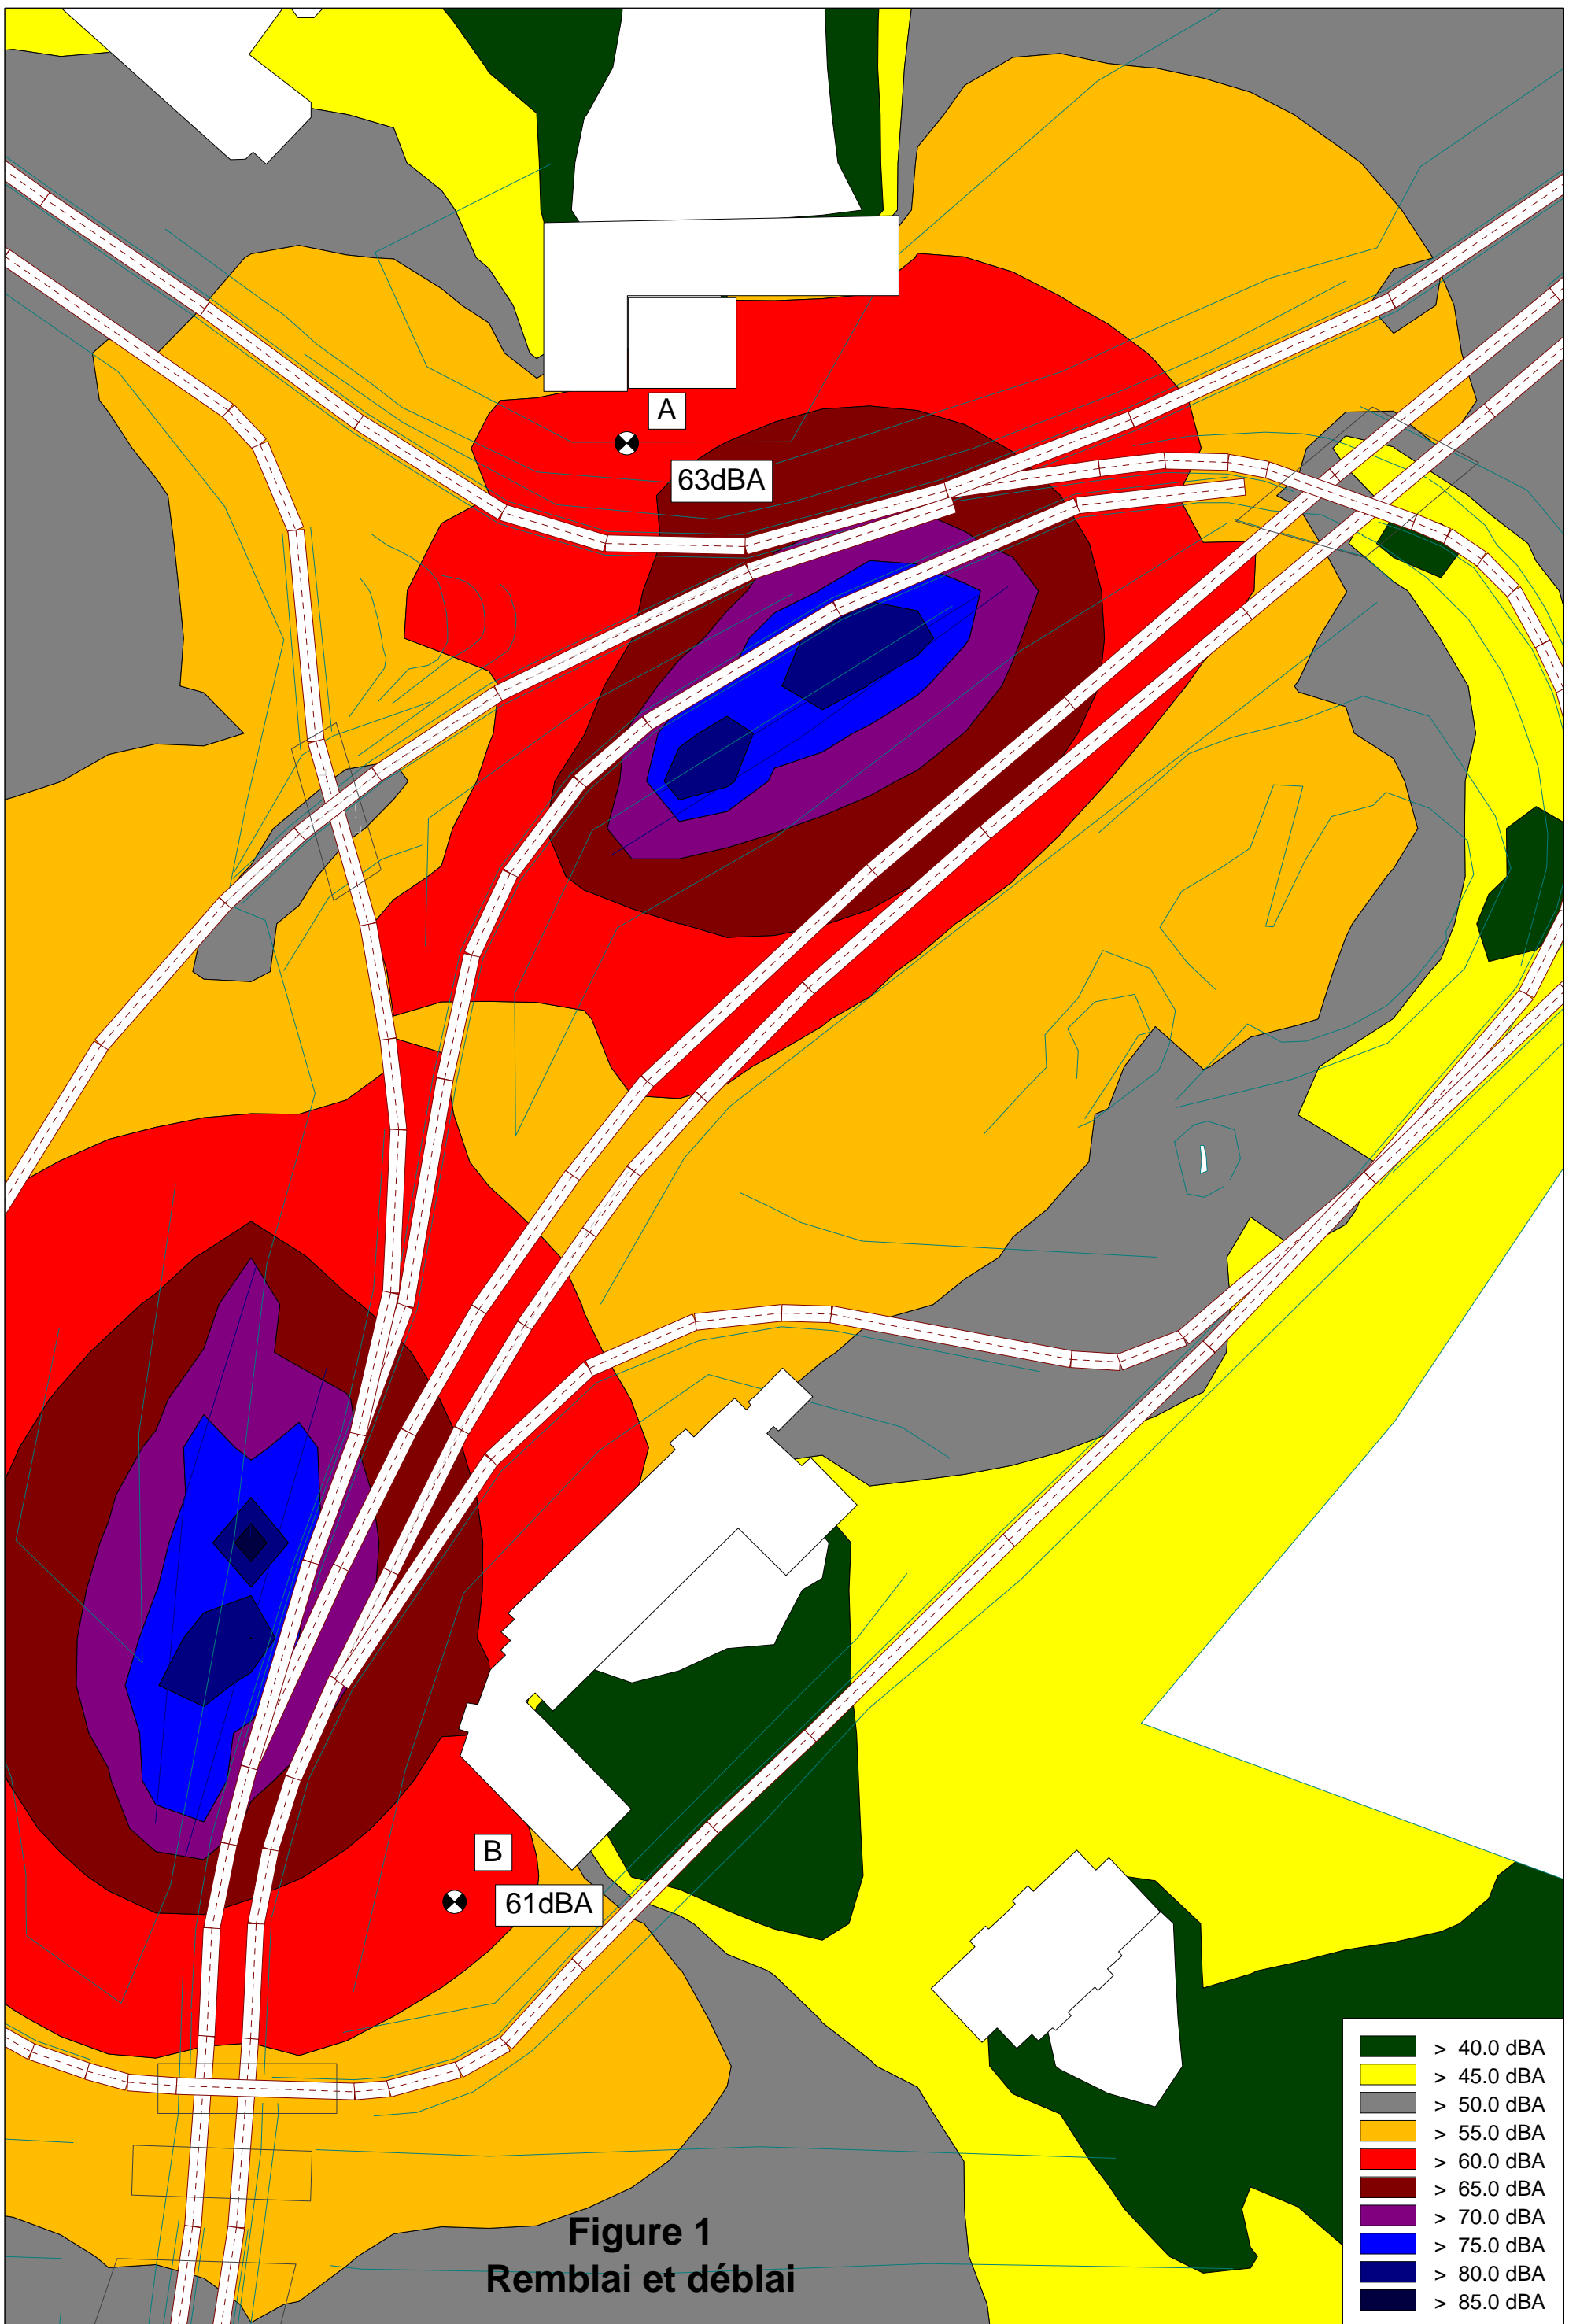 A
63dBA
B
61dBA
Figure 1
Remblai et déblai
> 40.0 dBA
> 45.0 dBA
> 50.0 dBA
> 55.0 dBA
> 60.0 dBA
> 65.0 dBA
> 70.0 dBA
> 75.0 dBA
> 80.0 dBA
> 85.0 dBA